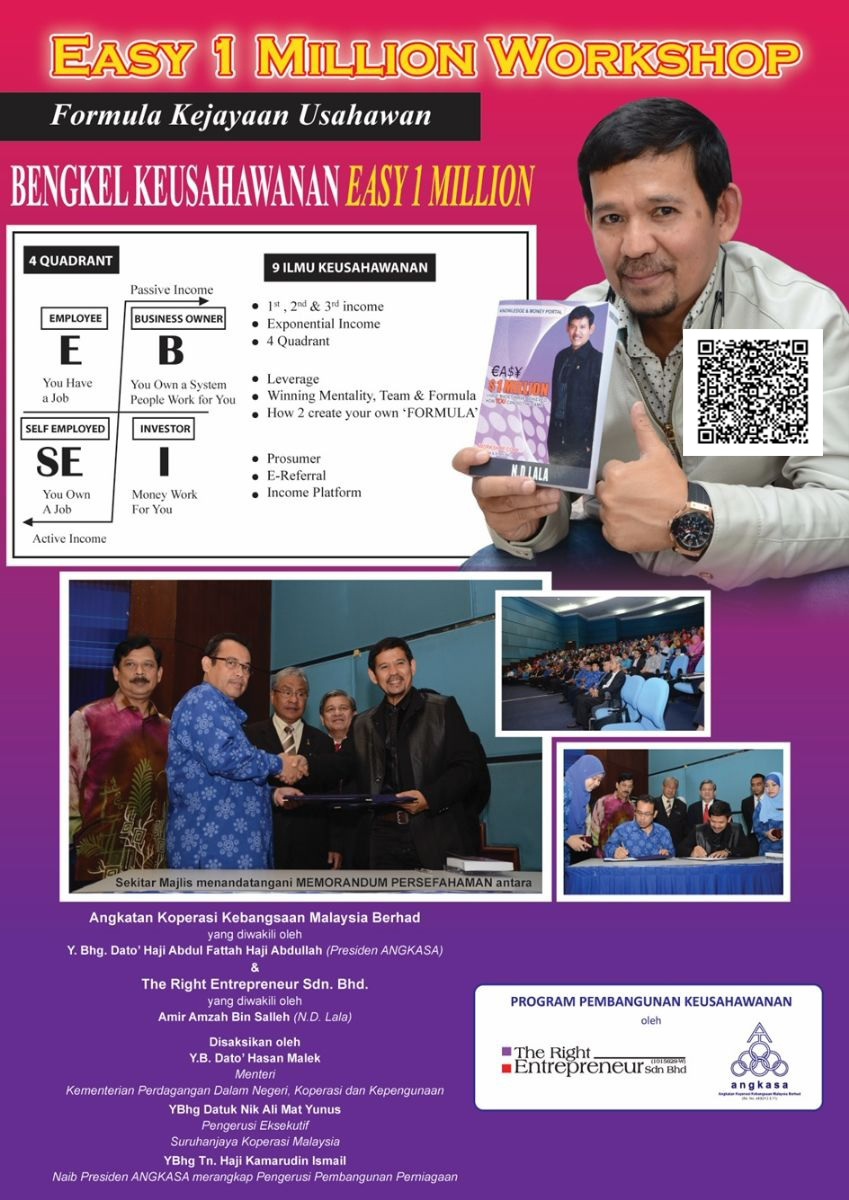 EASY 1 MILLION WORKSHOP
Formula Kejayaan Usahawan
BENGKEL KEUSAHAWANAN EASY 1 MILLION
4 QUADRANT
Passive Income
EMPLOYEE
E
You Have
a Job
BUSINESS OWNER
B
You Own a System
People Work for You
SELF EMPLOYED
SE
You Own
A Job
INVESTOR
I
Money Work
For You
Active Income
9 ILMU KEUSAHAWANAN
• 1st , 2nd & 3rd income
• Exponential Income
• 4 Quadrant
• Leverage
• Winning Mentality, Team & Formula
• How 2 create your own ‘FORMULA’
• Prosumer
• E-Referral
• Income Platform
KNOWLEDGE & MONEY PORTAL
€A$¥
$1 MILLION
N.D. LALA
Sekitar Majlis menandatangani MEMORANDUM PERSEFAHAMAN antara
Angkatan Koperasi Kebangsaan Malaysia Berhad
yang diwakili oleh
Y. Bhg. Dato’ Haji Abdul Fattah Haji Abdullah (Presiden ANGKASA)
&
The Right Entrepreneur Sdn. Bhd.
yang diwakili oleh
Amir Amzah Bin Salleh (N.D. Lala)
Disaksikan oleh
Y.B. Dato’ Hasan Malek
Menteri
Kementerian Perdagangan Dalam Negeri, Koperasi dan Kepengunaan
YBhg Datuk Nik Ali Mat Yunus
Pengerusi Eksekutif
Suruhanjaya Koperasi Malaysia
YBhg Tn. Haji Kamarudin Ismail
Naib Presiden ANGKASA merangkap Pengerusi Pembangunan Perniagaan
PROGRAM PEMBANGUNAN KEUSAHAWANAN
oleh
The Right
Entrepreneur Sdn Bhd
(1015629-W)
angkasa
Angkatan Koperasi Kebangsaan Malaysia Berhad